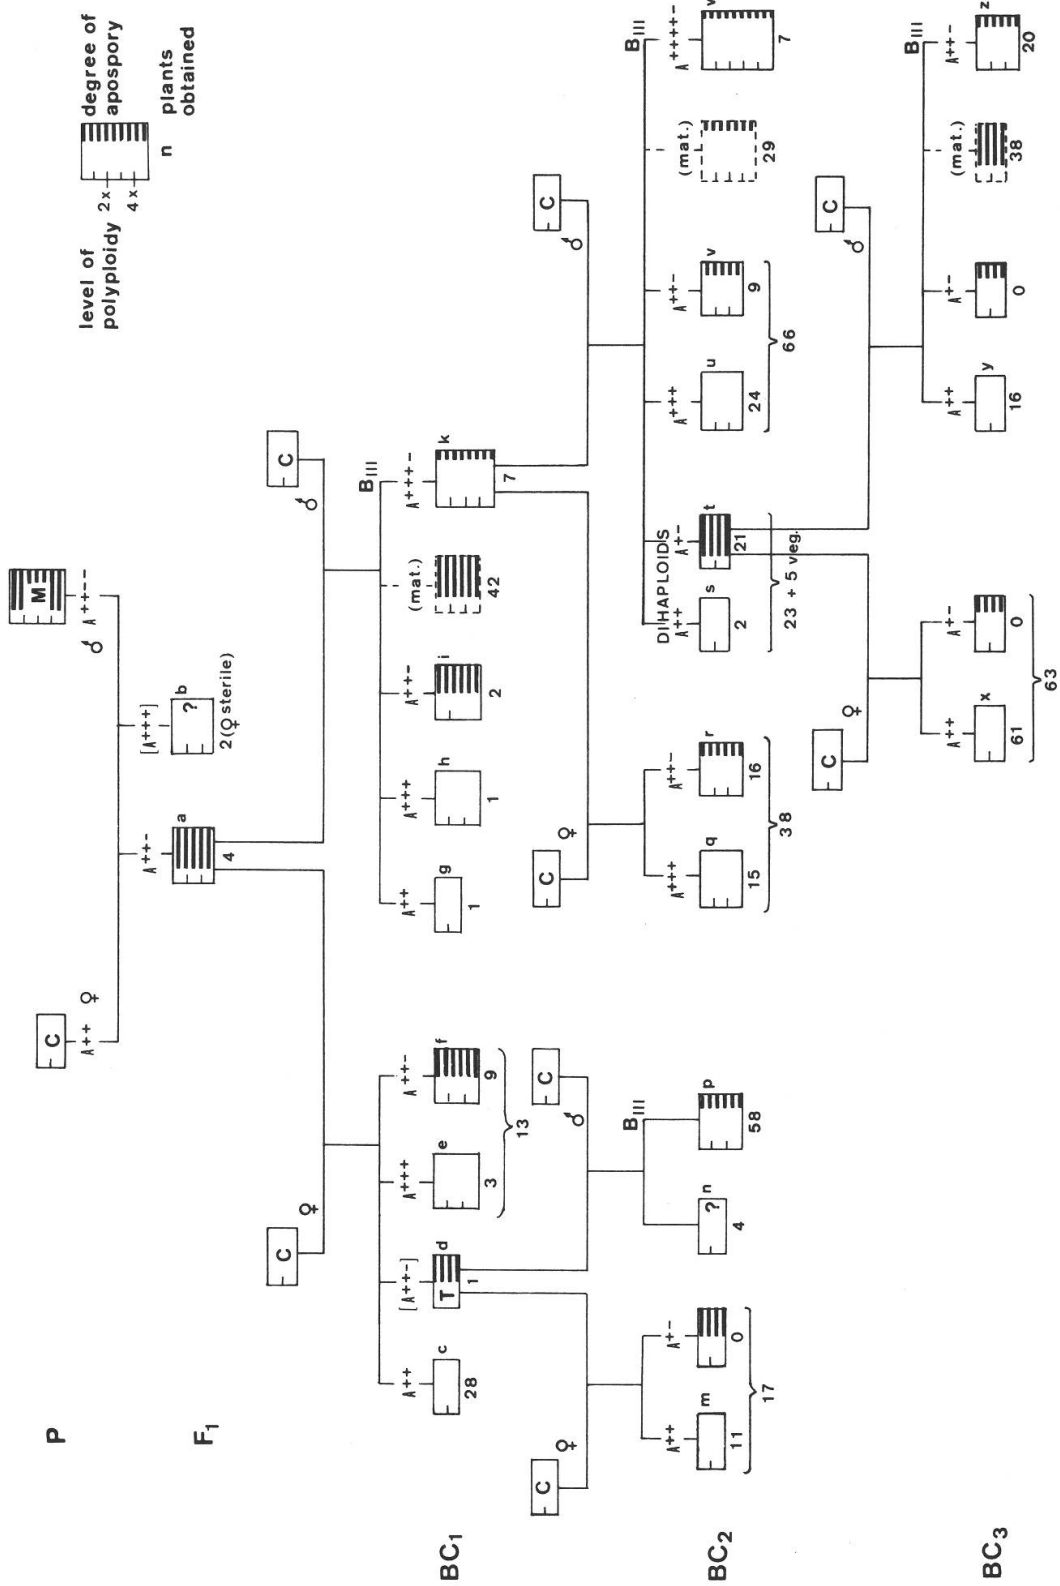 level of
polyploidy
2x
4x
degree of
apospory
n
plants
obtained
P
C
A++ ♀
M
♂ A++--
F1
A++-
a
4
[A+++]
? b
2(♀ sterile)
C
♀
C
♂
BC1
A++
c
28
[A++-]
T
d
1
A+++
e
3
A++-
f
9
13
A++
g
1
A+++
h
1
A++-
i
2
(mat.)
42
BIII
A+++-
k
7
C
♀
C
♂
C
♀
C
♂
BC2
A++
m
11
A+-
0
17
? n
4
BIII
p
58
A+++
q
15
A++-
r
16
38
DIHAPLOIDS
A++
s
2
A+-
t
21
23 + 5 veg.
A+++
u
24
A++-
v
9
66
(mat.)
29
BIII
A++++-
w
7
C
♀
C
♂
BC3
A++
x
61
A+-
0
63
A++
y
16
A+-
0
(mat.)
38
BIII
A++-
z
20